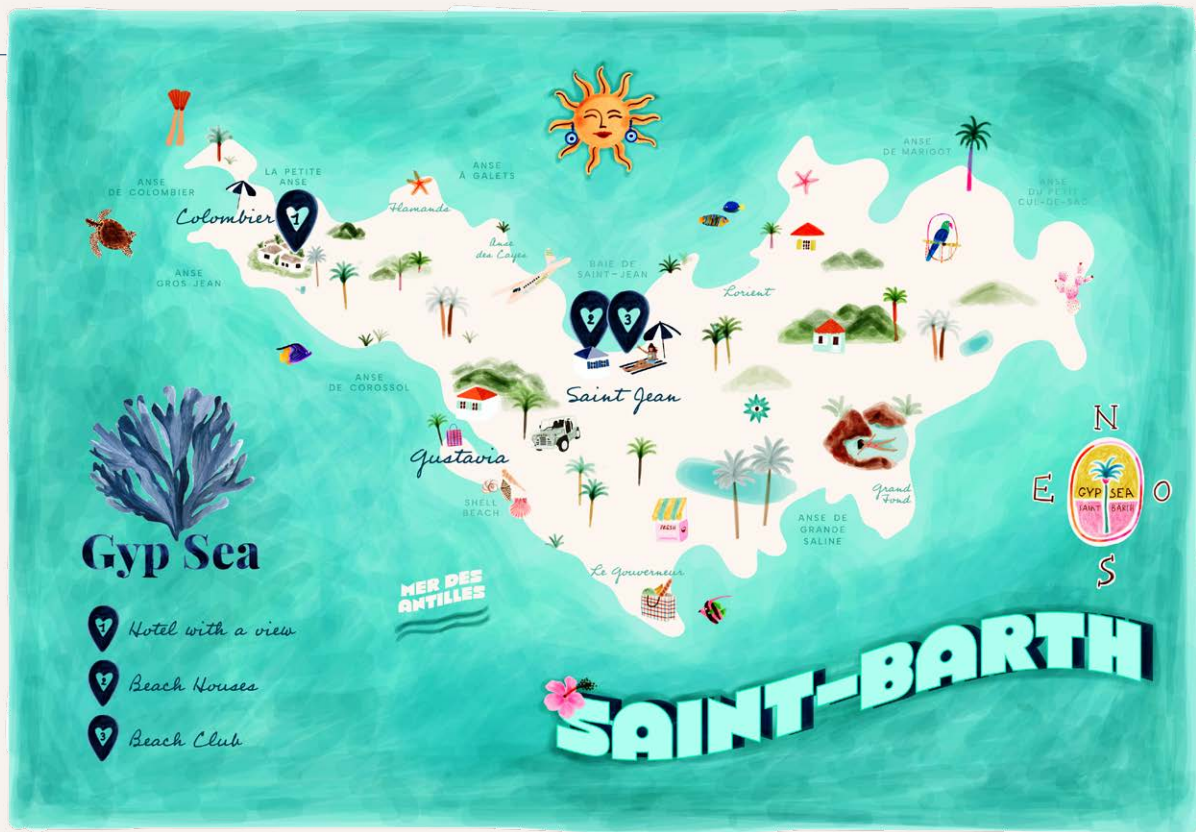 ANSE
DE COLOMBIER
LA PETITE
ANSE
ANSE
À GALETS
ANSE
DE MARIGOT
ANSE
DU PETIT
CUL-DE-SAC
Colombier
1
Flamands
Anse
des Cayes
ANSE
GROS JEAN
BAIE DE
SAINT-JEAN
Lorient
2
3
Saint Jean
ANSE
DE COROSSOL
Gustavia
SHELL
BEACH
Grand
Fond
ANSE DE
GRANDE
SALINE
Le Gouverneur
MER DES
ANTILLES
N
E
O
S
GYP SEA
SAINT BARTH
Gyp Sea
1 Hotel with a view
2 Beach Houses
3 Beach Club
SAINT-BARTH